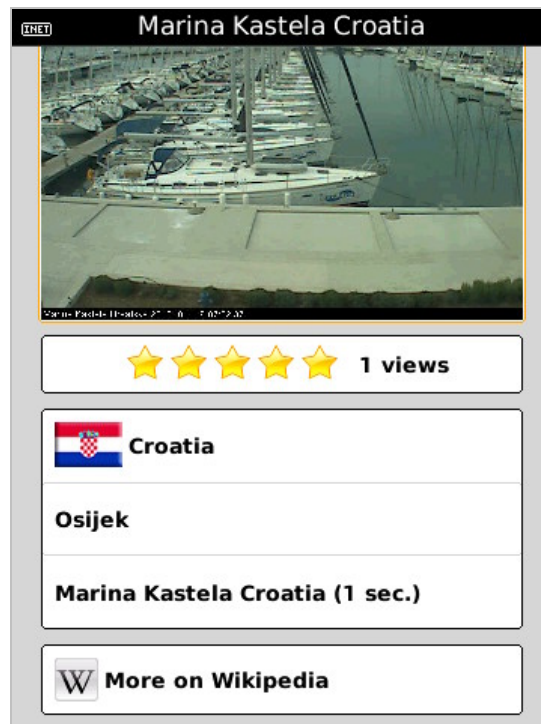 INET
Marina Kastela Croatia
1 views
Croatia
Osijek
Marina Kastela Croatia (1 sec.)
W
More on Wikipedia